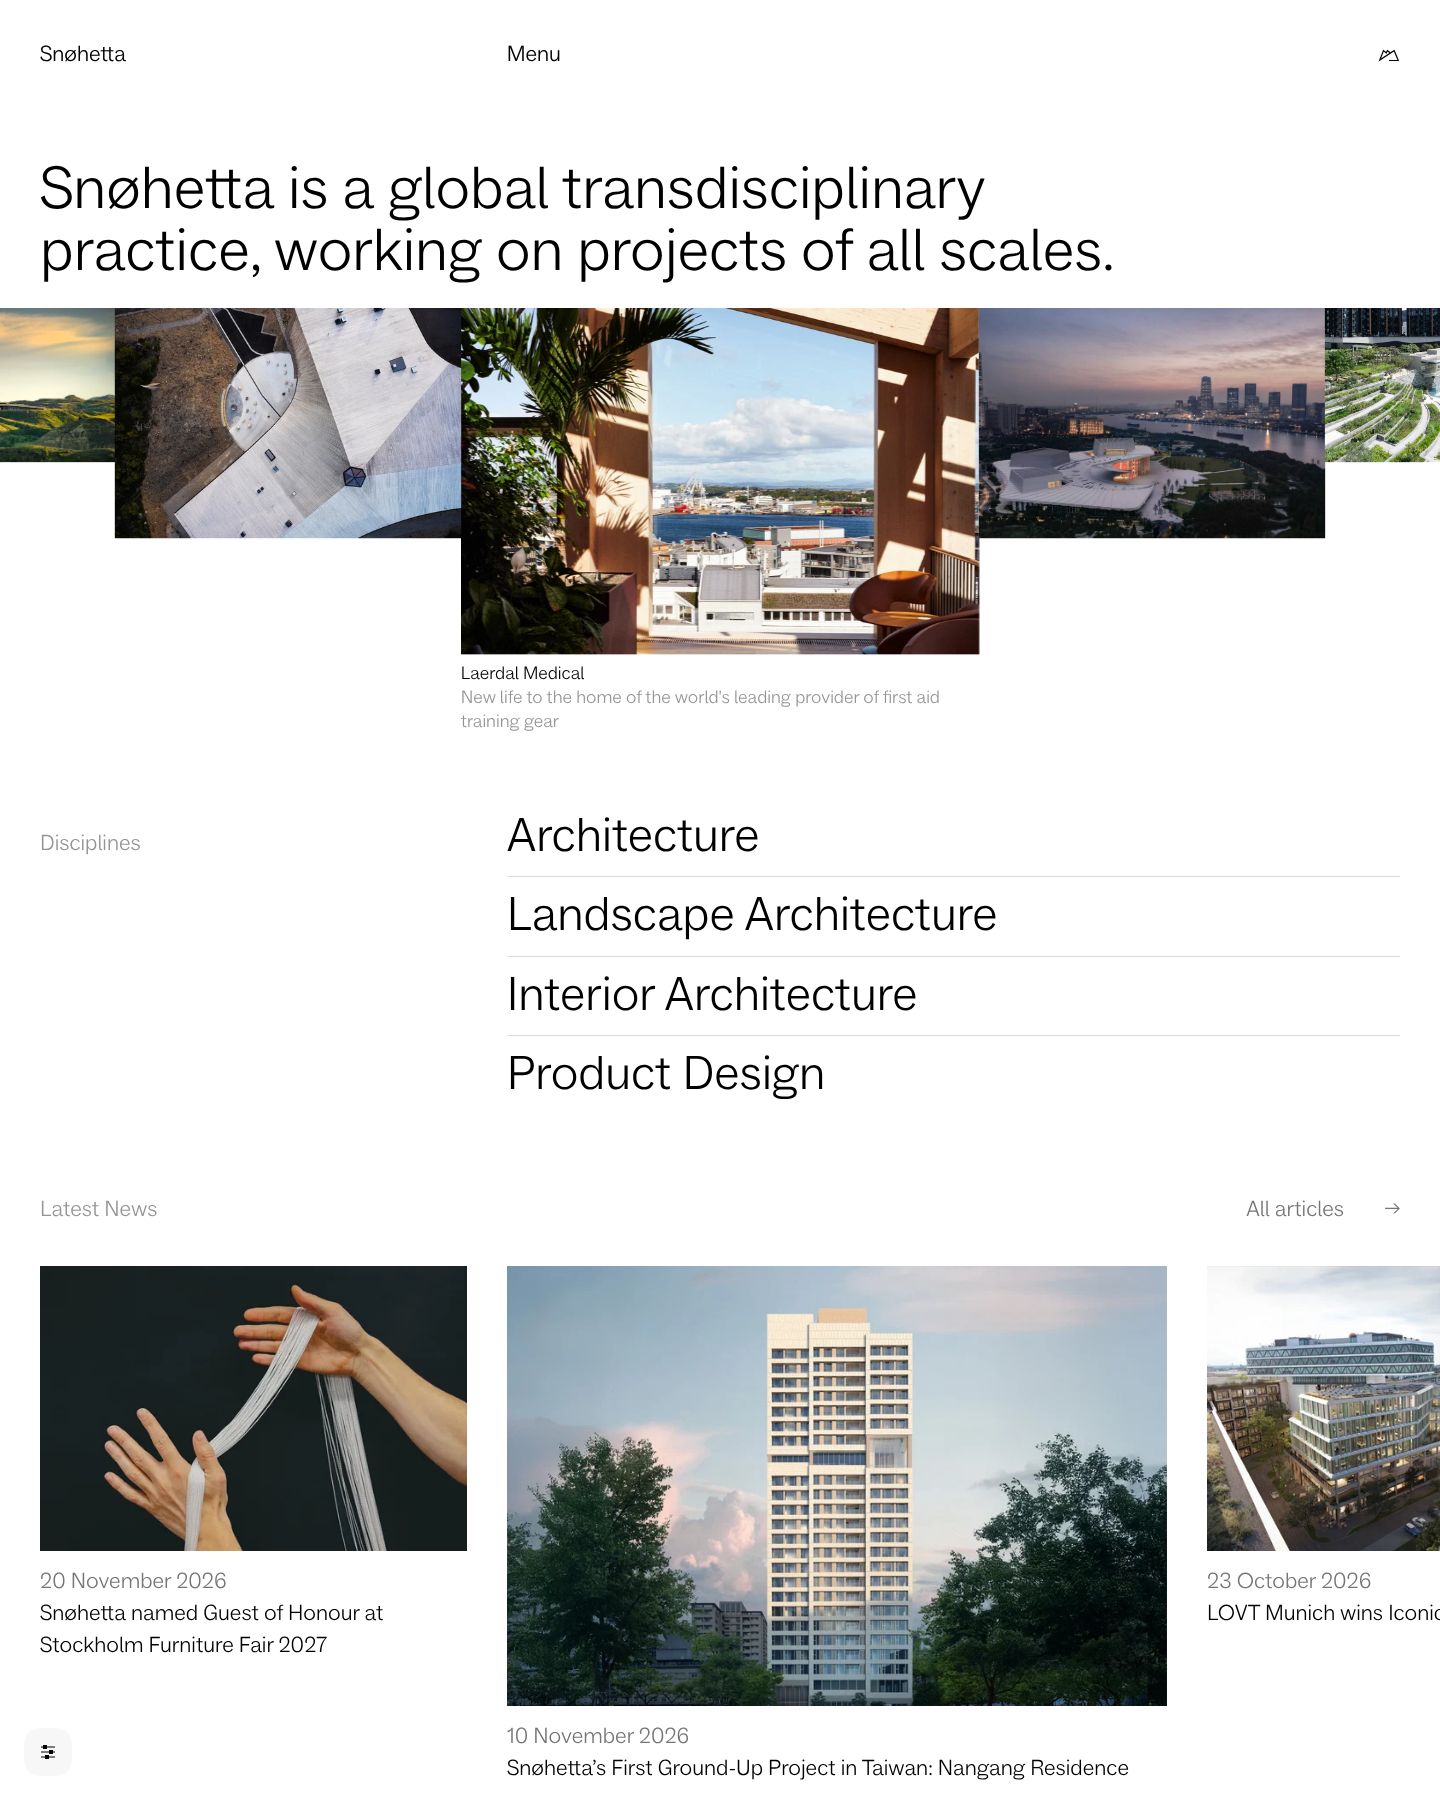 Snøhetta
Menu
Snøhetta is a global transdisciplinary
practice, working on projects of all scales.
Laerdal Medical
New life to the home of the world's leading provider of first aid
training gear
Disciplines
Architecture
Landscape Architecture
Interior Architecture
Product Design
Latest News
All articles →
20 November 2026
Snøhetta named Guest of Honour at
Stockholm Furniture Fair 2027
10 November 2026
Snøhetta’s First Ground-Up Project in Taiwan: Nangang Residence
23 October 2026
LOVT Munich wins Iconic